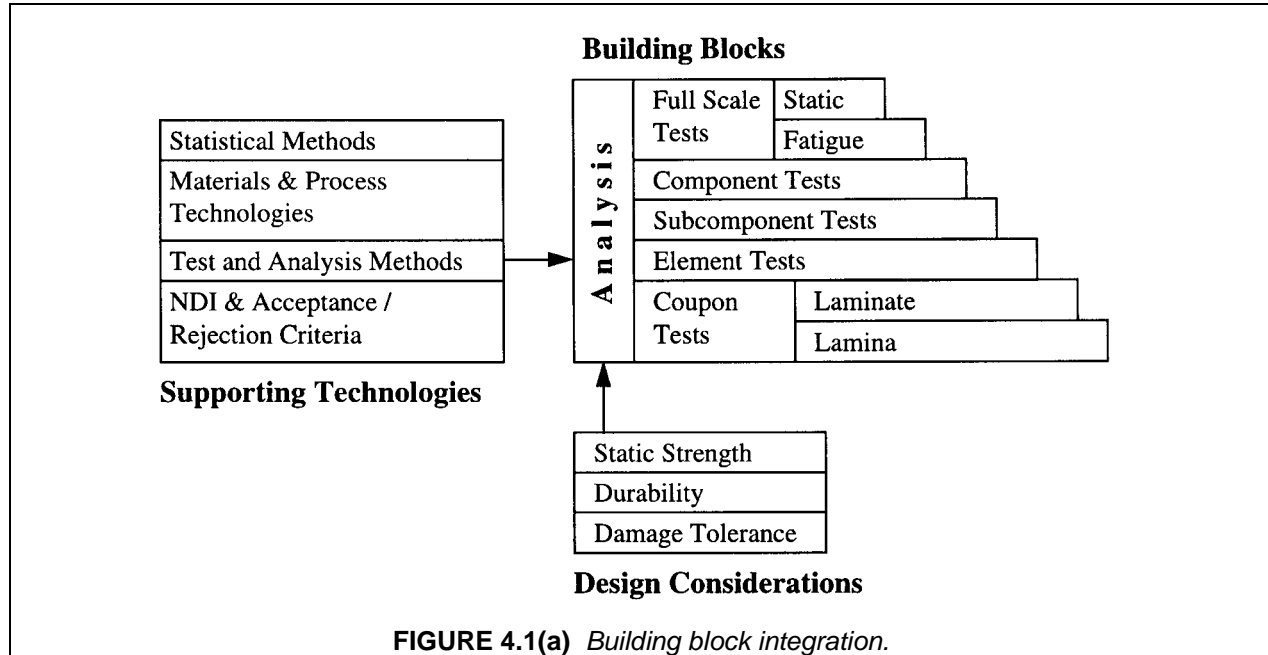 Building Blocks
Statistical Methods
Materials & Process
Technologies
Test and Analysis Methods
NDI & Acceptance /
Rejection Criteria
Supporting Technologies
Analysis
Full Scale
Tests
Static
Fatigue
Component Tests
Subcomponent Tests
Element Tests
Coupon
Tests
Laminate
Lamina
Static Strength
Durability
Damage Tolerance
Design Considerations
FIGURE 4.1(a) Building block integration.